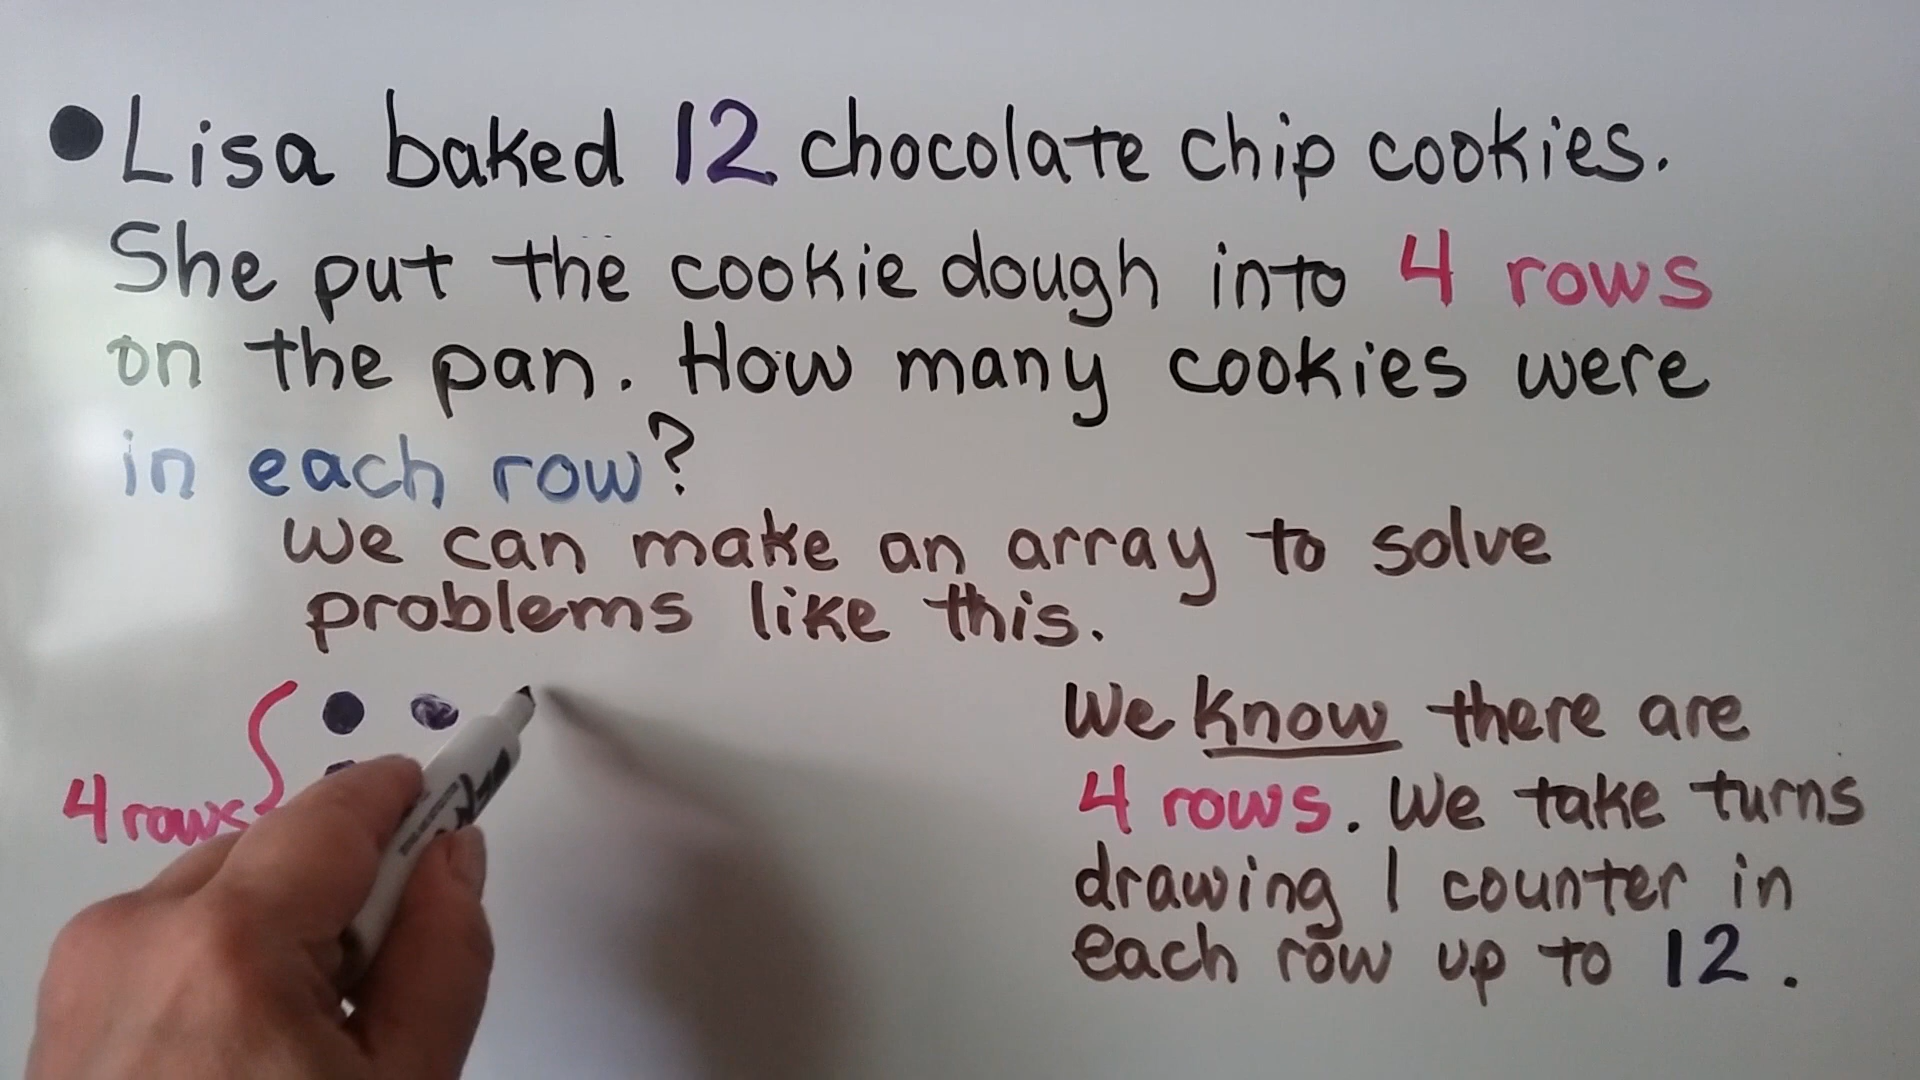 Lisa baked 12 chocolate chip cookies.
She put the cookie dough into 4 rows
on the pan. How many cookies were
in each row?
We can make an array to solve
problems like this.
We know there are
4 rows. We take turns
drawing 1 counter in
each row up to 12.
4 rows